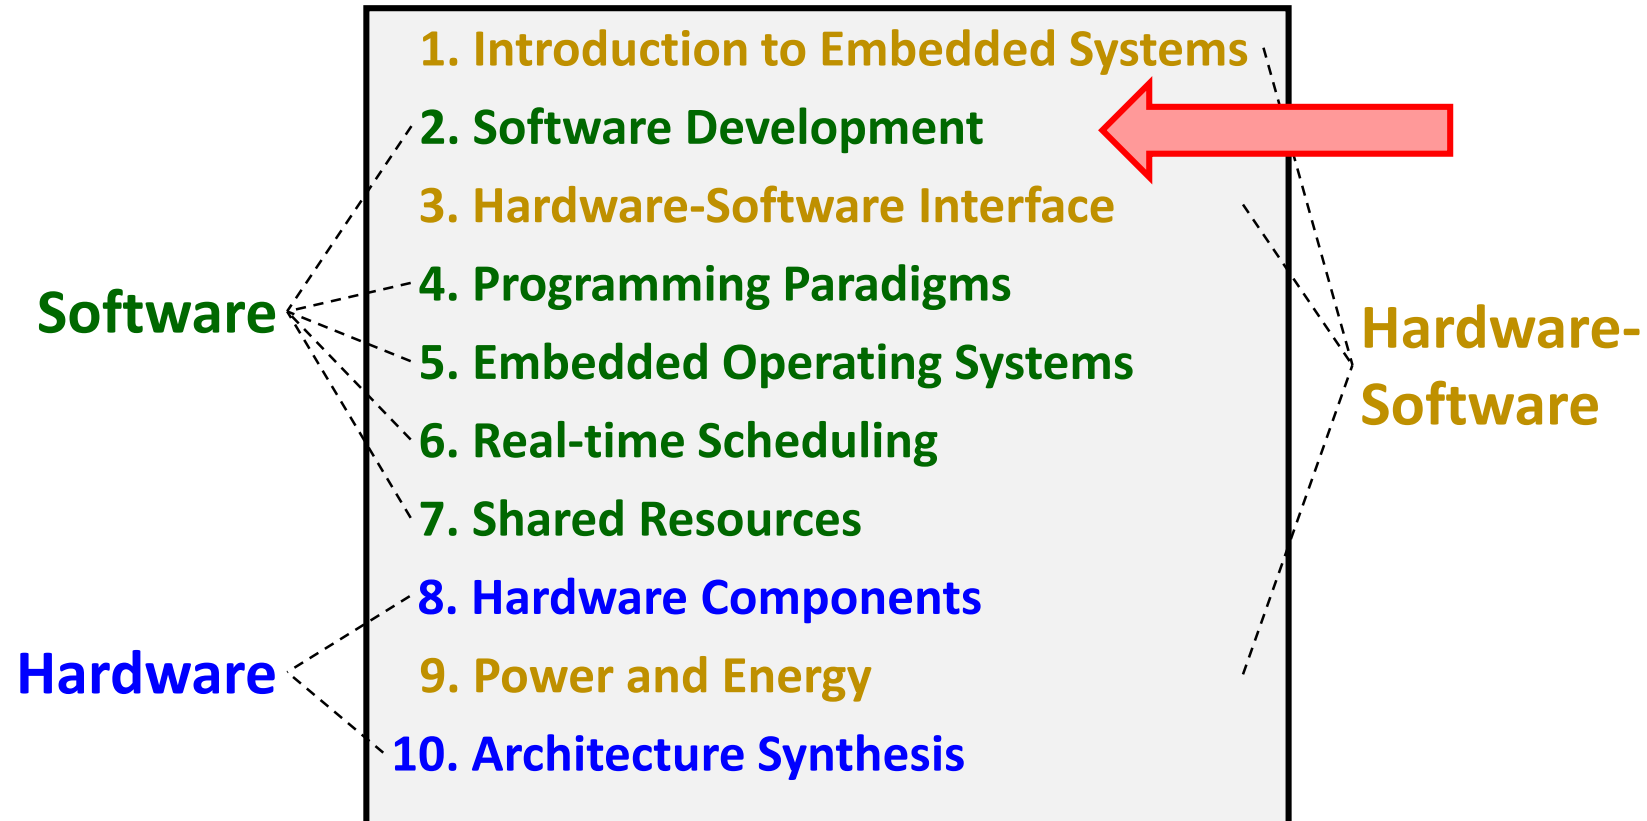 1. Introduction to Embedded Systems
2. Software Development
3. Hardware-Software Interface
4. Programming Paradigms
5. Embedded Operating Systems
6. Real-time Scheduling
7. Shared Resources
8. Hardware Components
9. Power and Energy
10. Architecture Synthesis
Software
Hardware
Hardware-
Software